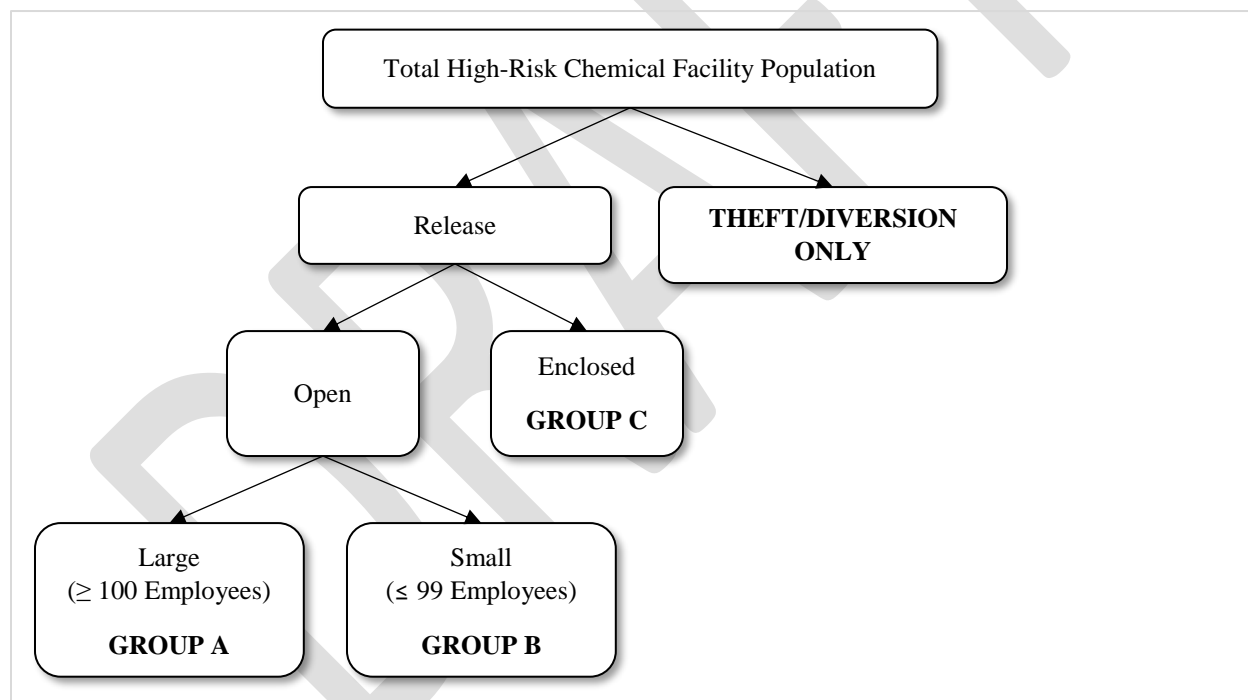 Total High-Risk Chemical Facility Population
Release
THEFT/DIVERSION
ONLY
Open
Enclosed
GROUP C
Large
(≥ 100 Employees)
GROUP A
Small
(≤ 99 Employees)
GROUP B